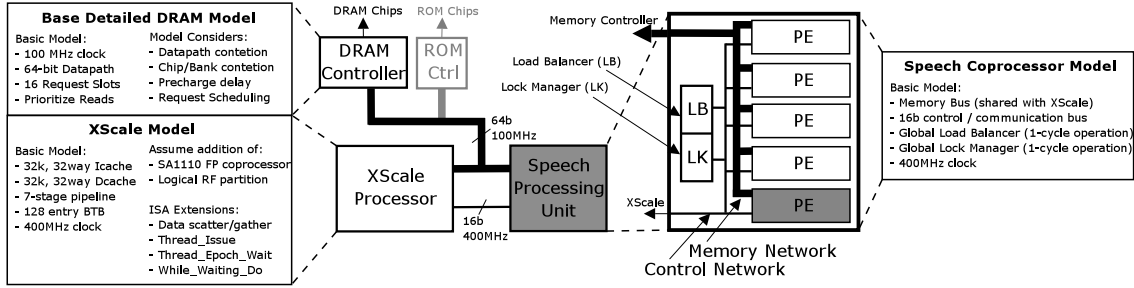 Base Detailed DRAM Model
Basic Model:
- 100 MHz clock
- 64-bit Datapath
- 16 Request Slots
- Prioritize Reads
Model Considers:
- Datapath contetion
- Chip/Bank contetion
- Precharge delay
- Request Scheduling
XScale Model
Basic Model:
- 32k, 32way Icache
- 32k, 32way Dcache
- 7-stage pipeline
- 128 entry BTB
- 400MHz clock
Assume addition of:
- SA1110 FP coprocessor
- Logical RF partition
ISA Extensions:
- Data scatter/gather
- Thread_Issue
- Thread_Epoch_Wait
- While_Waiting_Do
DRAM Chips
ROM Chips
DRAM
Controller
ROM
Ctrl
64b
100MHz
XScale
Processor
Speech
Processing
Unit
16b
400MHz
Memory Controller
Load Balancer (LB)
Lock Manager (LK)
LB
LK
XScale
PE
PE
PE
PE
PE
Memory Network
Control Network
Speech Coprocessor Model
Basic Model:
- Memory Bus (shared with XScale)
- 16b control / communication bus
- Global Load Balancer (1-cycle operation)
- Global Lock Manager (1-cycle operation)
- 400MHz clock